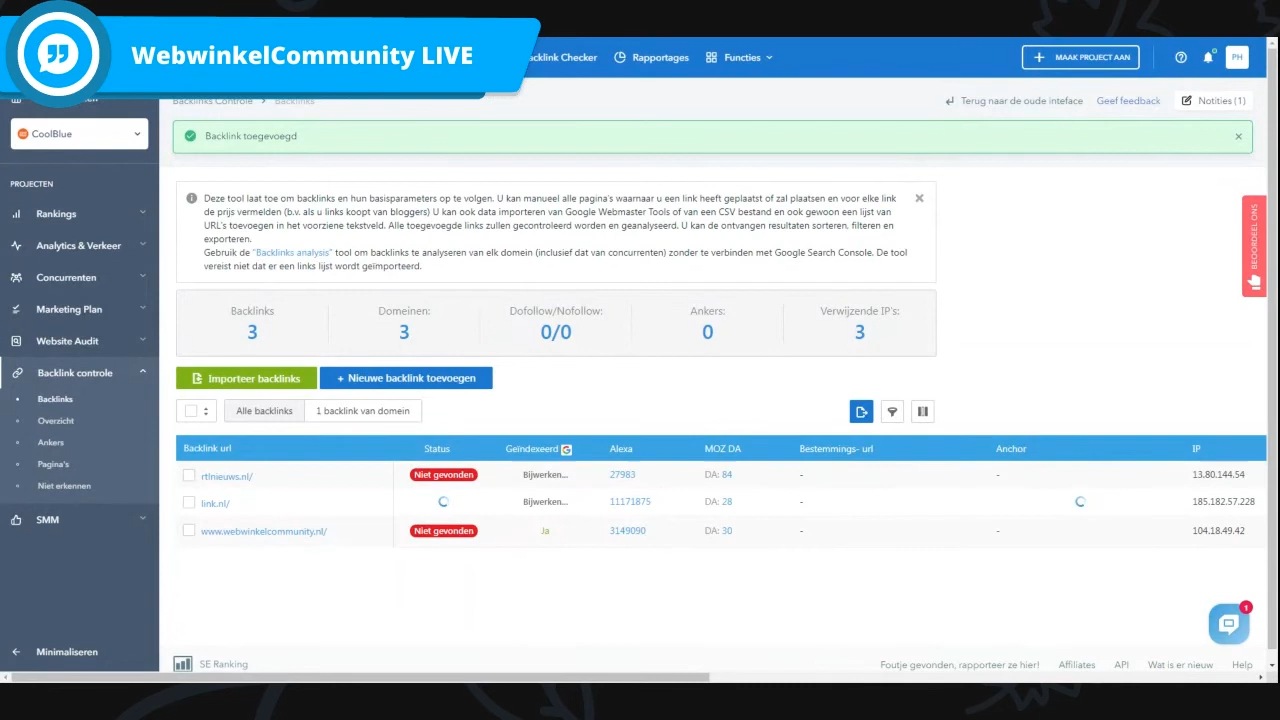 WebwinkelCommunity LIVE
Checker
Rapportages
Functies
+ MAAK PROJECT AAN
PH
CoolBlue
Backlinks Controle > Backlinks
Terug naar de oude inteface
Geef feedback
Notities (1)
Backlink toegevoegd
PROJECTEN
Rankings
Analytics & Verkeer
Concurrenten
Marketing Plan
Website Audit
Backlink controle
Backlinks
Overzicht
Ankers
Pagina's
Niet erkennen
SMM
Minimaliseren
Deze tool laat toe om backlinks en hun basisparameters op te volgen. U kan manueel alle pagina's waarnaar u een link heeft geplaatst of zal plaatsen en voor elke link
de prijs vermelden (b.v. als u links koopt van bloggers) U kan ook data importeren van Google Webmaster Tools of van een CSV bestand en ook gewoon een lijst van
URL's toevoegen in het voorziene tekstveld. Alle toegevoegde links zullen gecontroleerd worden en geanalyseerd. U kan de ontvangen resultaten sorteren, filteren en
exporteren.
Gebruik de "Backlinks analysis" tool om backlinks te analyseren van elk domein (inclusief dat van concurrenten) zonder te verbinden met Google Search Console. De tool
vereist niet dat er een links lijst wordt geïmporteerd.
BEOORDEEL ONS
Backlinks Domeinen: Dofollow/Nofollow: Ankers: Verwijzende IP's:
3 3 0/0 0 3
Importeer backlinks
+ Nieuwe backlink toevoegen
Alle backlinks
1 backlink van domein
Backlink url Status Geïndexeerd Alexa MOZ DA Bestemmings- url Anchor IP
rtlnieuws.nl/ Niet gevonden Bijwerken... 27983 DA: 84 - - 13.80.144.54
link.nl/ Bijwerken... 11171875 DA: 28 - 185.182.57.228
www.webwinkelcommunity.nl/ Niet gevonden Ja 3149090 DA: 30 - - 104.18.49.42
1
SE Ranking
Foutje gevonden, rapporteer ze hier!
Affiliates
API
Wat is er nieuw
Help